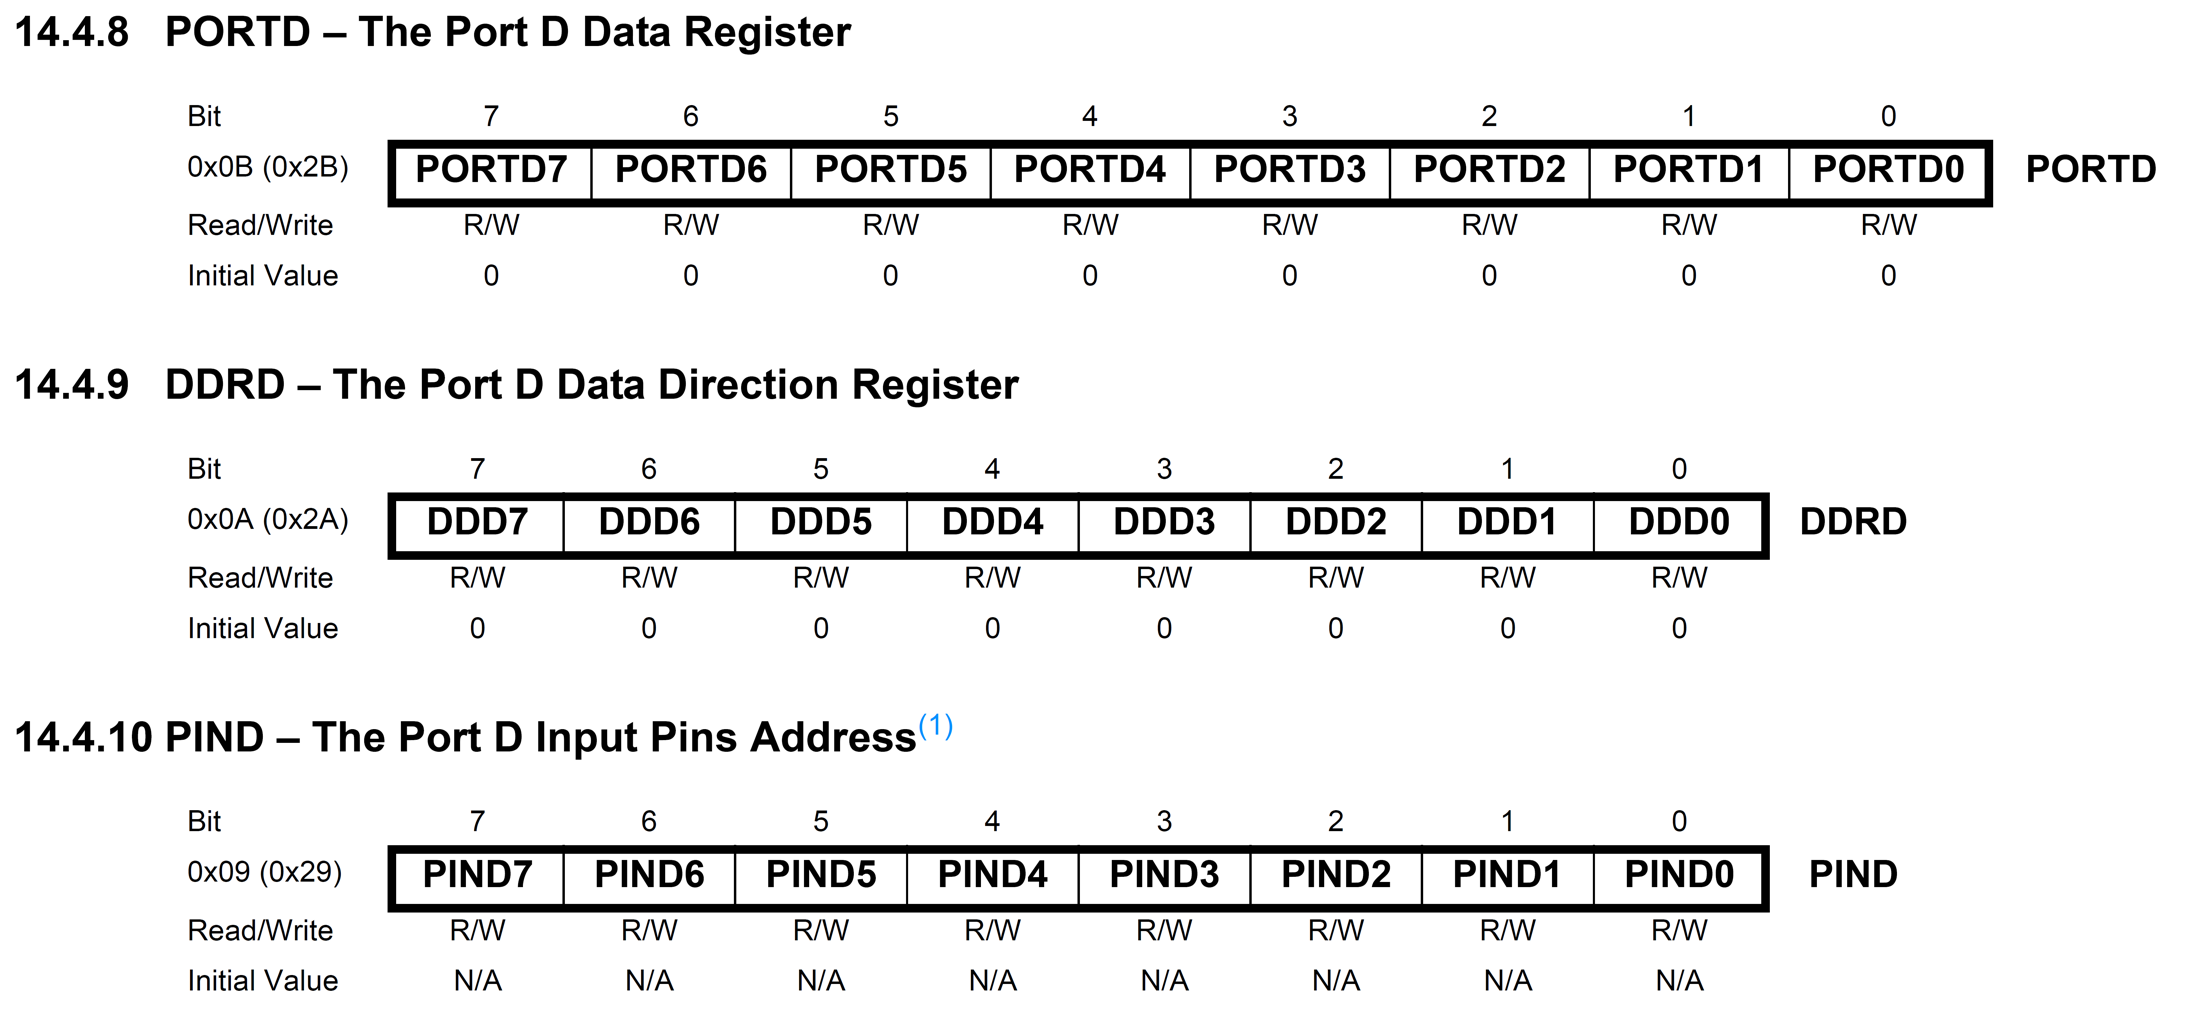 14.4.8 PORTD – The Port D Data Register
Bit 7 6 5 4 3 2 1 0
0x0B (0x2B) PORTD7 PORTD6 PORTD5 PORTD4 PORTD3 PORTD2 PORTD1 PORTD0 PORTD
Read/Write R/W R/W R/W R/W R/W R/W R/W R/W
Initial Value 0 0 0 0 0 0 0 0
14.4.9 DDRD – The Port D Data Direction Register
Bit 7 6 5 4 3 2 1 0
0x0A (0x2A) DDD7 DDD6 DDD5 DDD4 DDD3 DDD2 DDD1 DDD0 DDRD
Read/Write R/W R/W R/W R/W R/W R/W R/W R/W
Initial Value 0 0 0 0 0 0 0 0
14.4.10 PIND – The Port D Input Pins Address(1)
Bit 7 6 5 4 3 2 1 0
0x09 (0x29) PIND7 PIND6 PIND5 PIND4 PIND3 PIND2 PIND1 PIND0 PIND
Read/Write R/W R/W R/W R/W R/W R/W R/W R/W
Initial Value N/A N/A N/A N/A N/A N/A N/A N/A